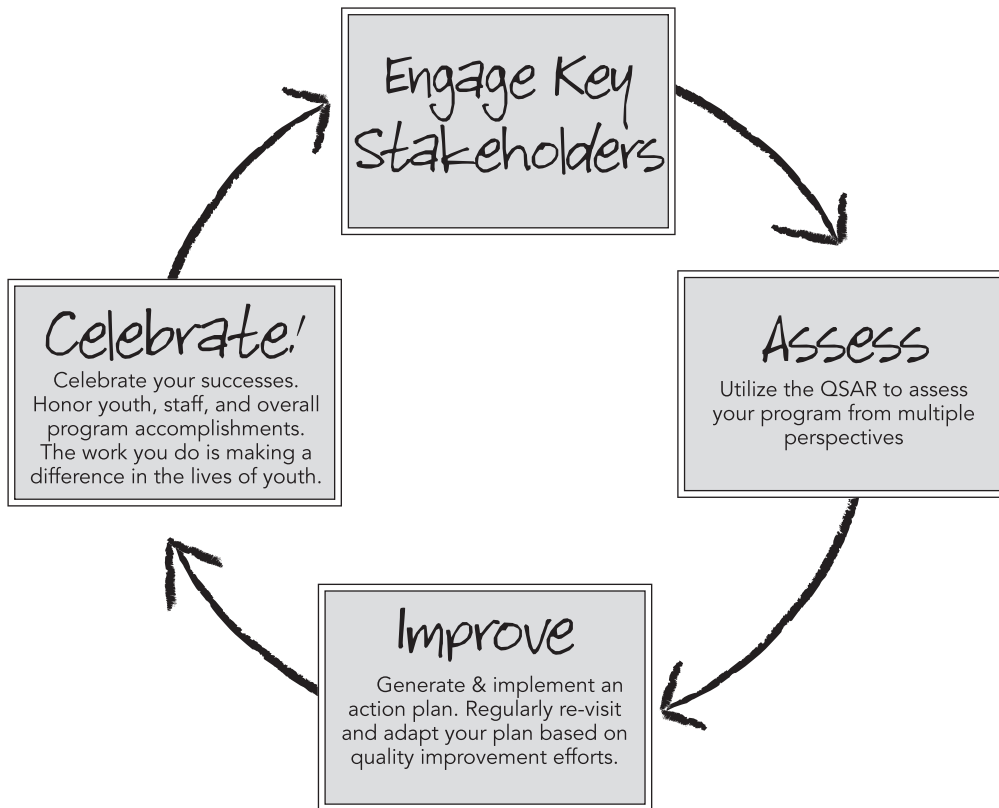 Engage Key
Stakeholders
Assess
Utilize the QSAR to assess
your program from multiple
perspectives
Improve
Generate & implement an
action plan. Regularly re-visit
and adapt your plan based on
quality improvement efforts.
Celebrate!
Celebrate your successes.
Honor youth, staff, and overall
program accomplishments.
The work you do is making a
difference in the lives of youth.